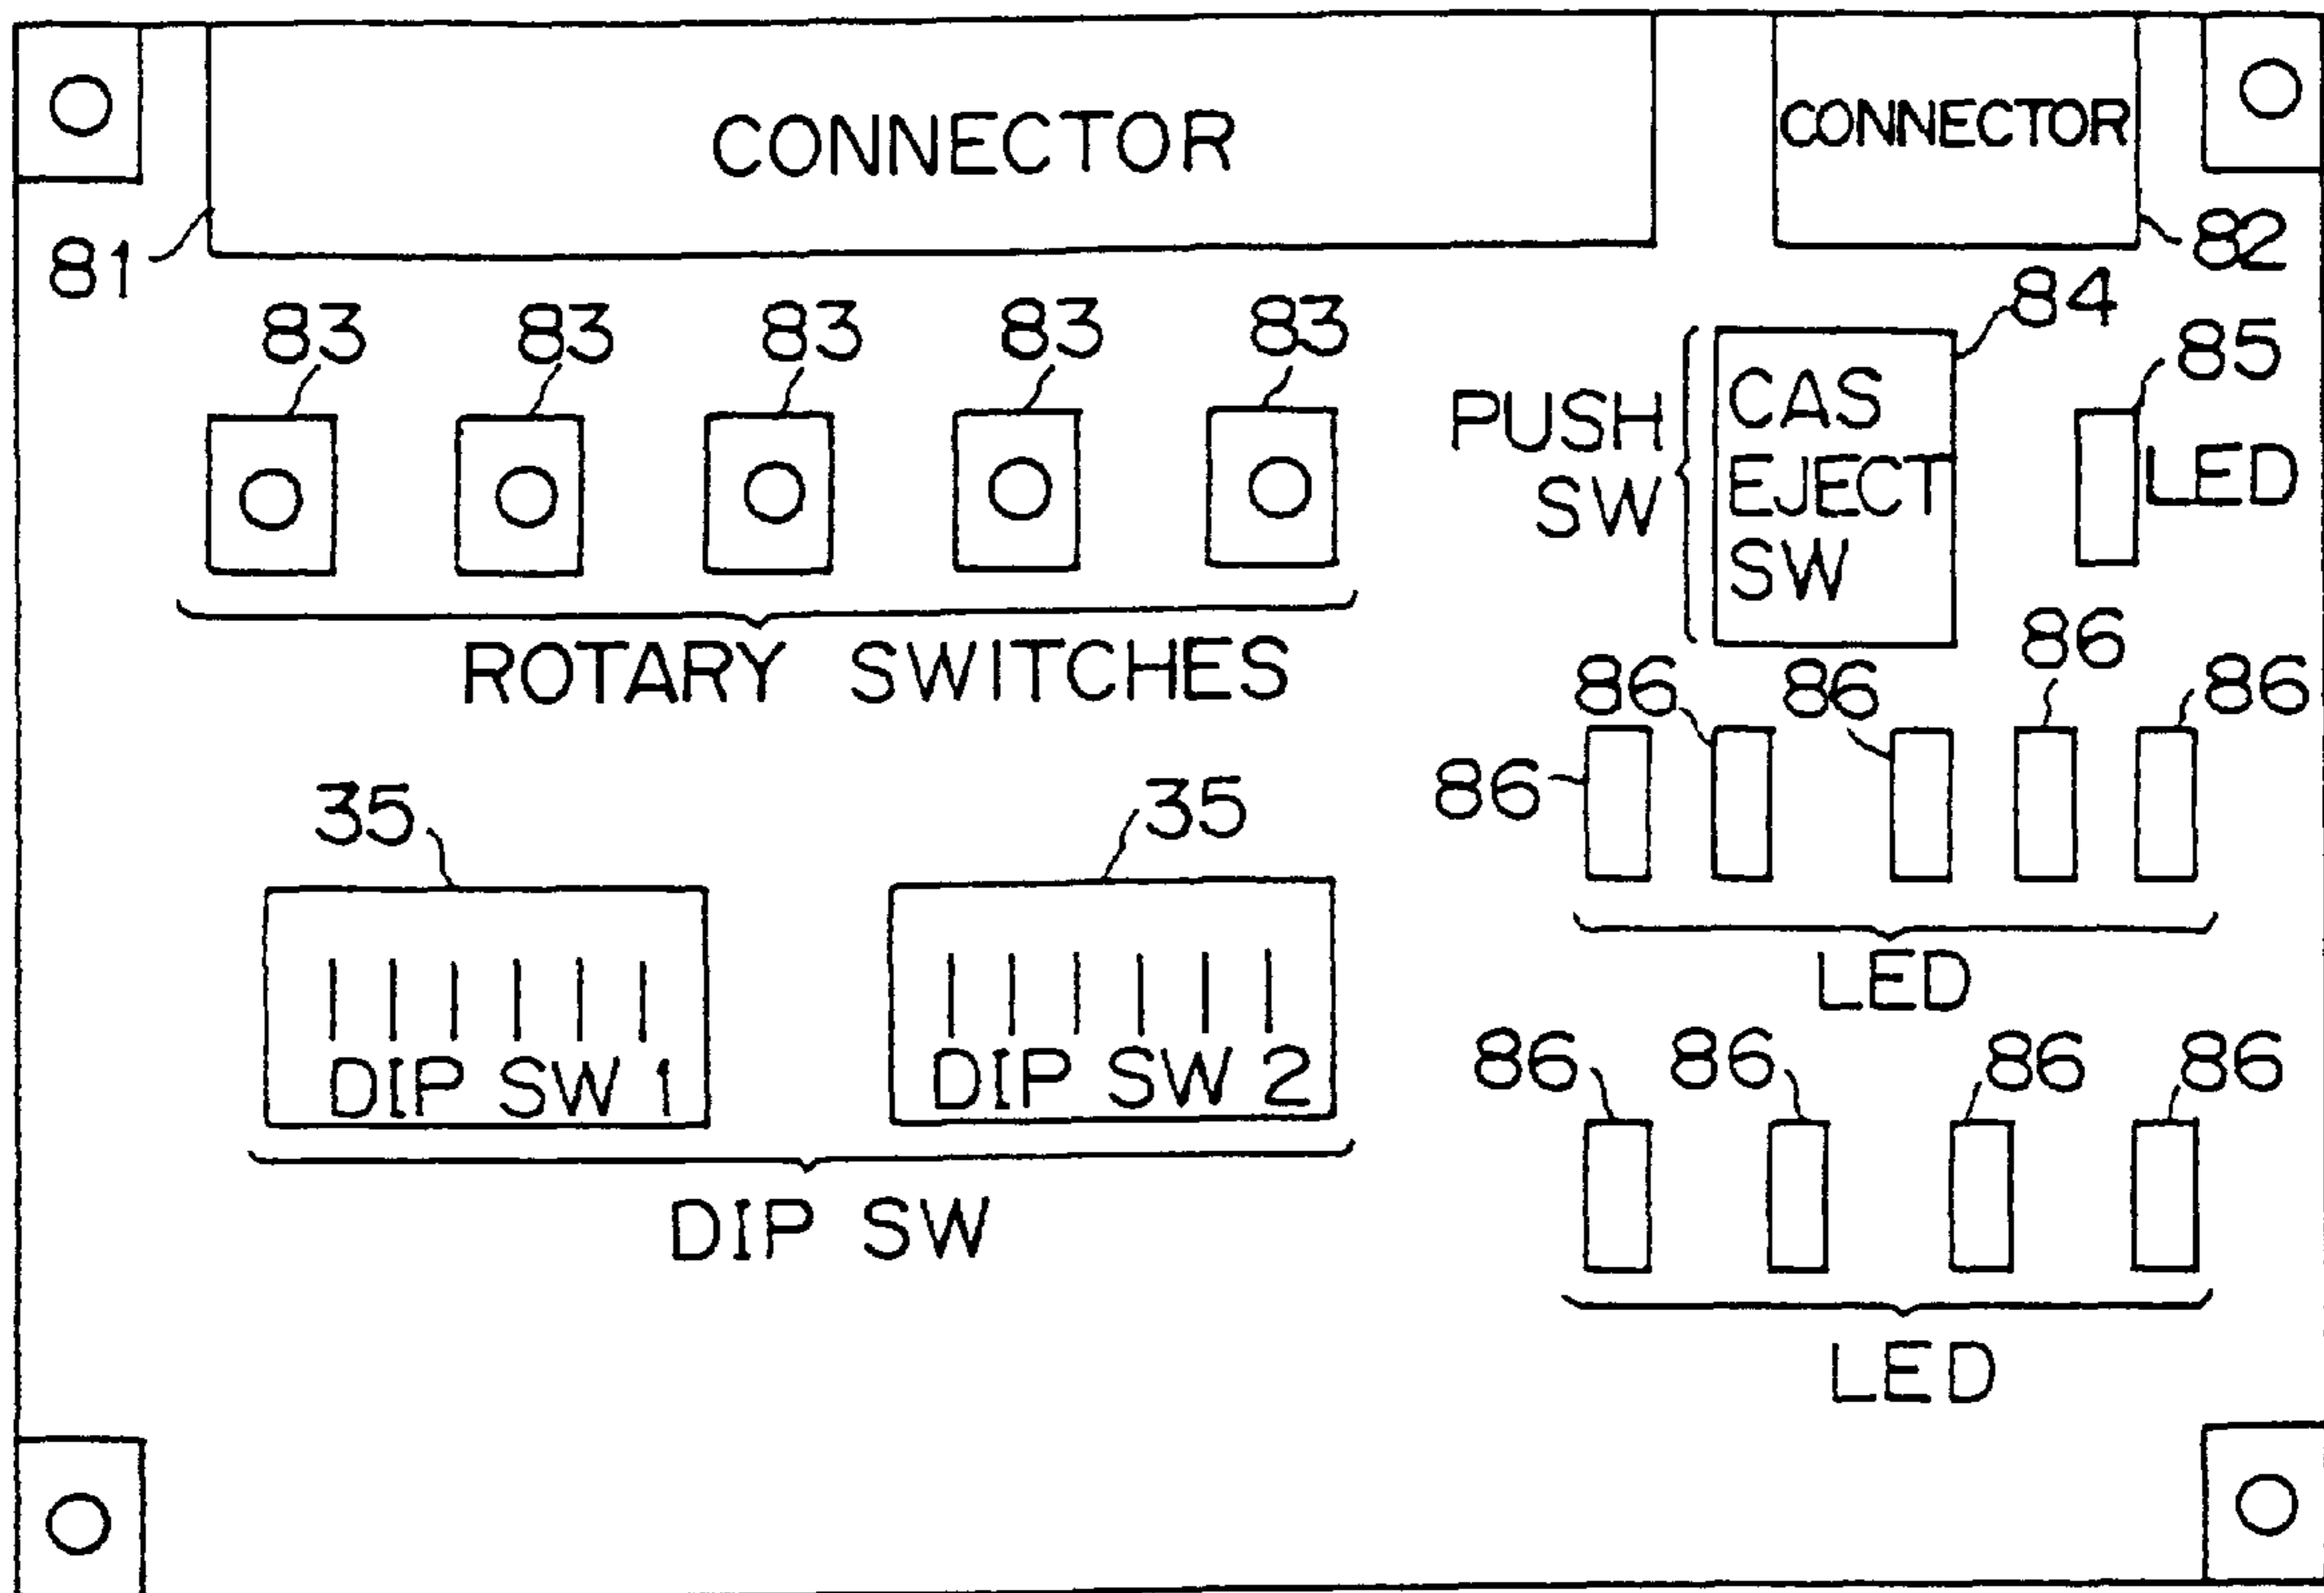 CONNECTOR
CONNECTOR
81
82
83 83 83 83 83
84
PUSH
SW
CAS
EJECT
SW
85
LED
ROTARY SWITCHES
86
86
86
86
86
LED
35
35
DIP SW 1
DIP SW 2
DIP SW
86 86 86 86
LED